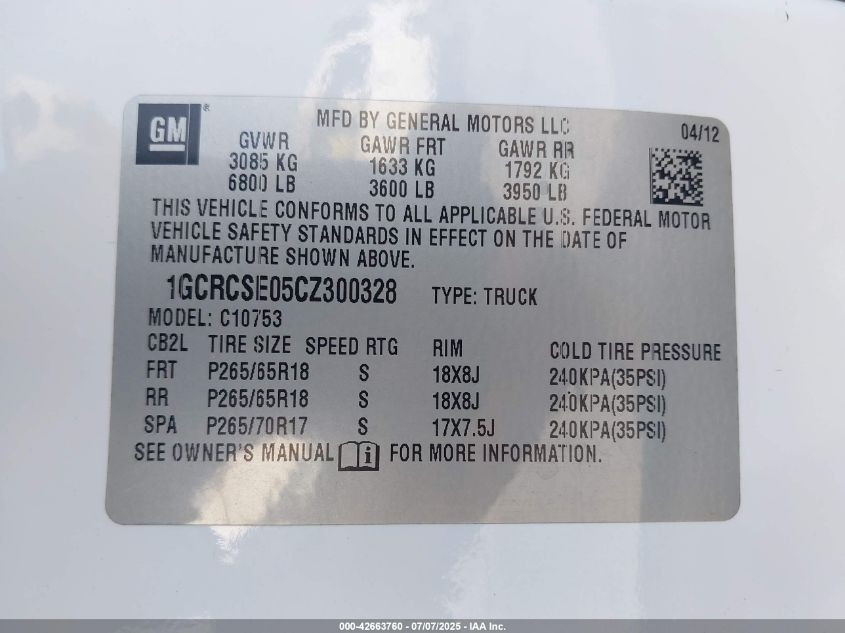 GM®
MFD BY GENERAL MOTORS LLC
04/12
GVWR GAWR FRT GAWR RR
3085 KG 1633 KG 1792 KG
6800 LB 3600 LB 3950 LB
THIS VEHICLE CONFORMS TO ALL APPLICABLE U.S. FEDERAL MOTOR
VEHICLE SAFETY STANDARDS IN EFFECT ON THE DATE OF
MANUFACTURE SHOWN ABOVE.
1GCRCSE05CZ300328 TYPE: TRUCK
MODEL: C10753
CB2L TIRE SIZE SPEED RTG RIM COLD TIRE PRESSURE
FRT P265/65R18 S 18X8J 240KPA(35PSI)
RR P265/65R18 S 18X8J 240KPA(35PSI)
SPA P265/70R17 S 17X7.5J 240KPA(35PSI)
SEE OWNER'S MANUAL i FOR MORE INFORMATION.
000-42663760 - 07/07/2025 - IAA Inc.